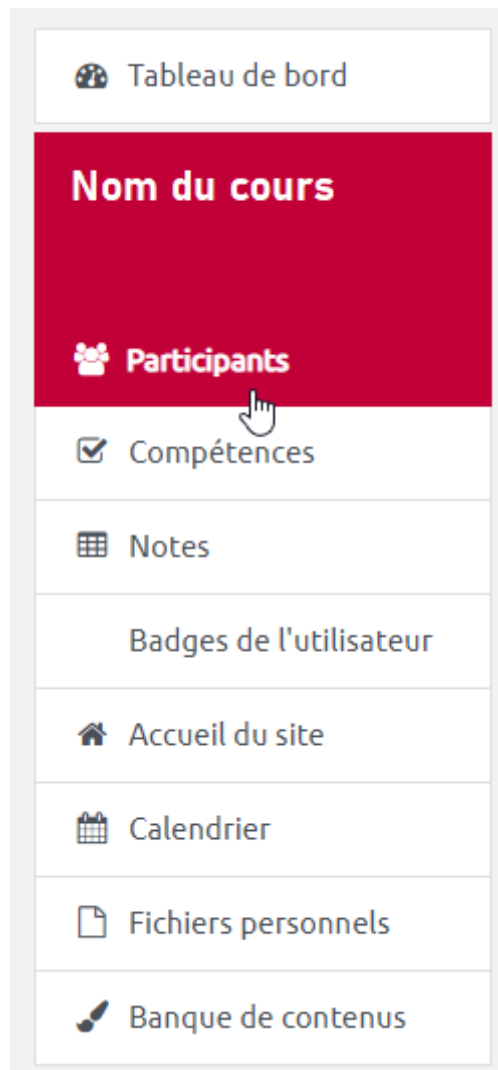 Tableau de bord
Nom du cours
Participants
Compétences
Notes
Badges de l'utilisateur
Accueil du site
Calendrier
Fichiers personnels
Banque de contenus